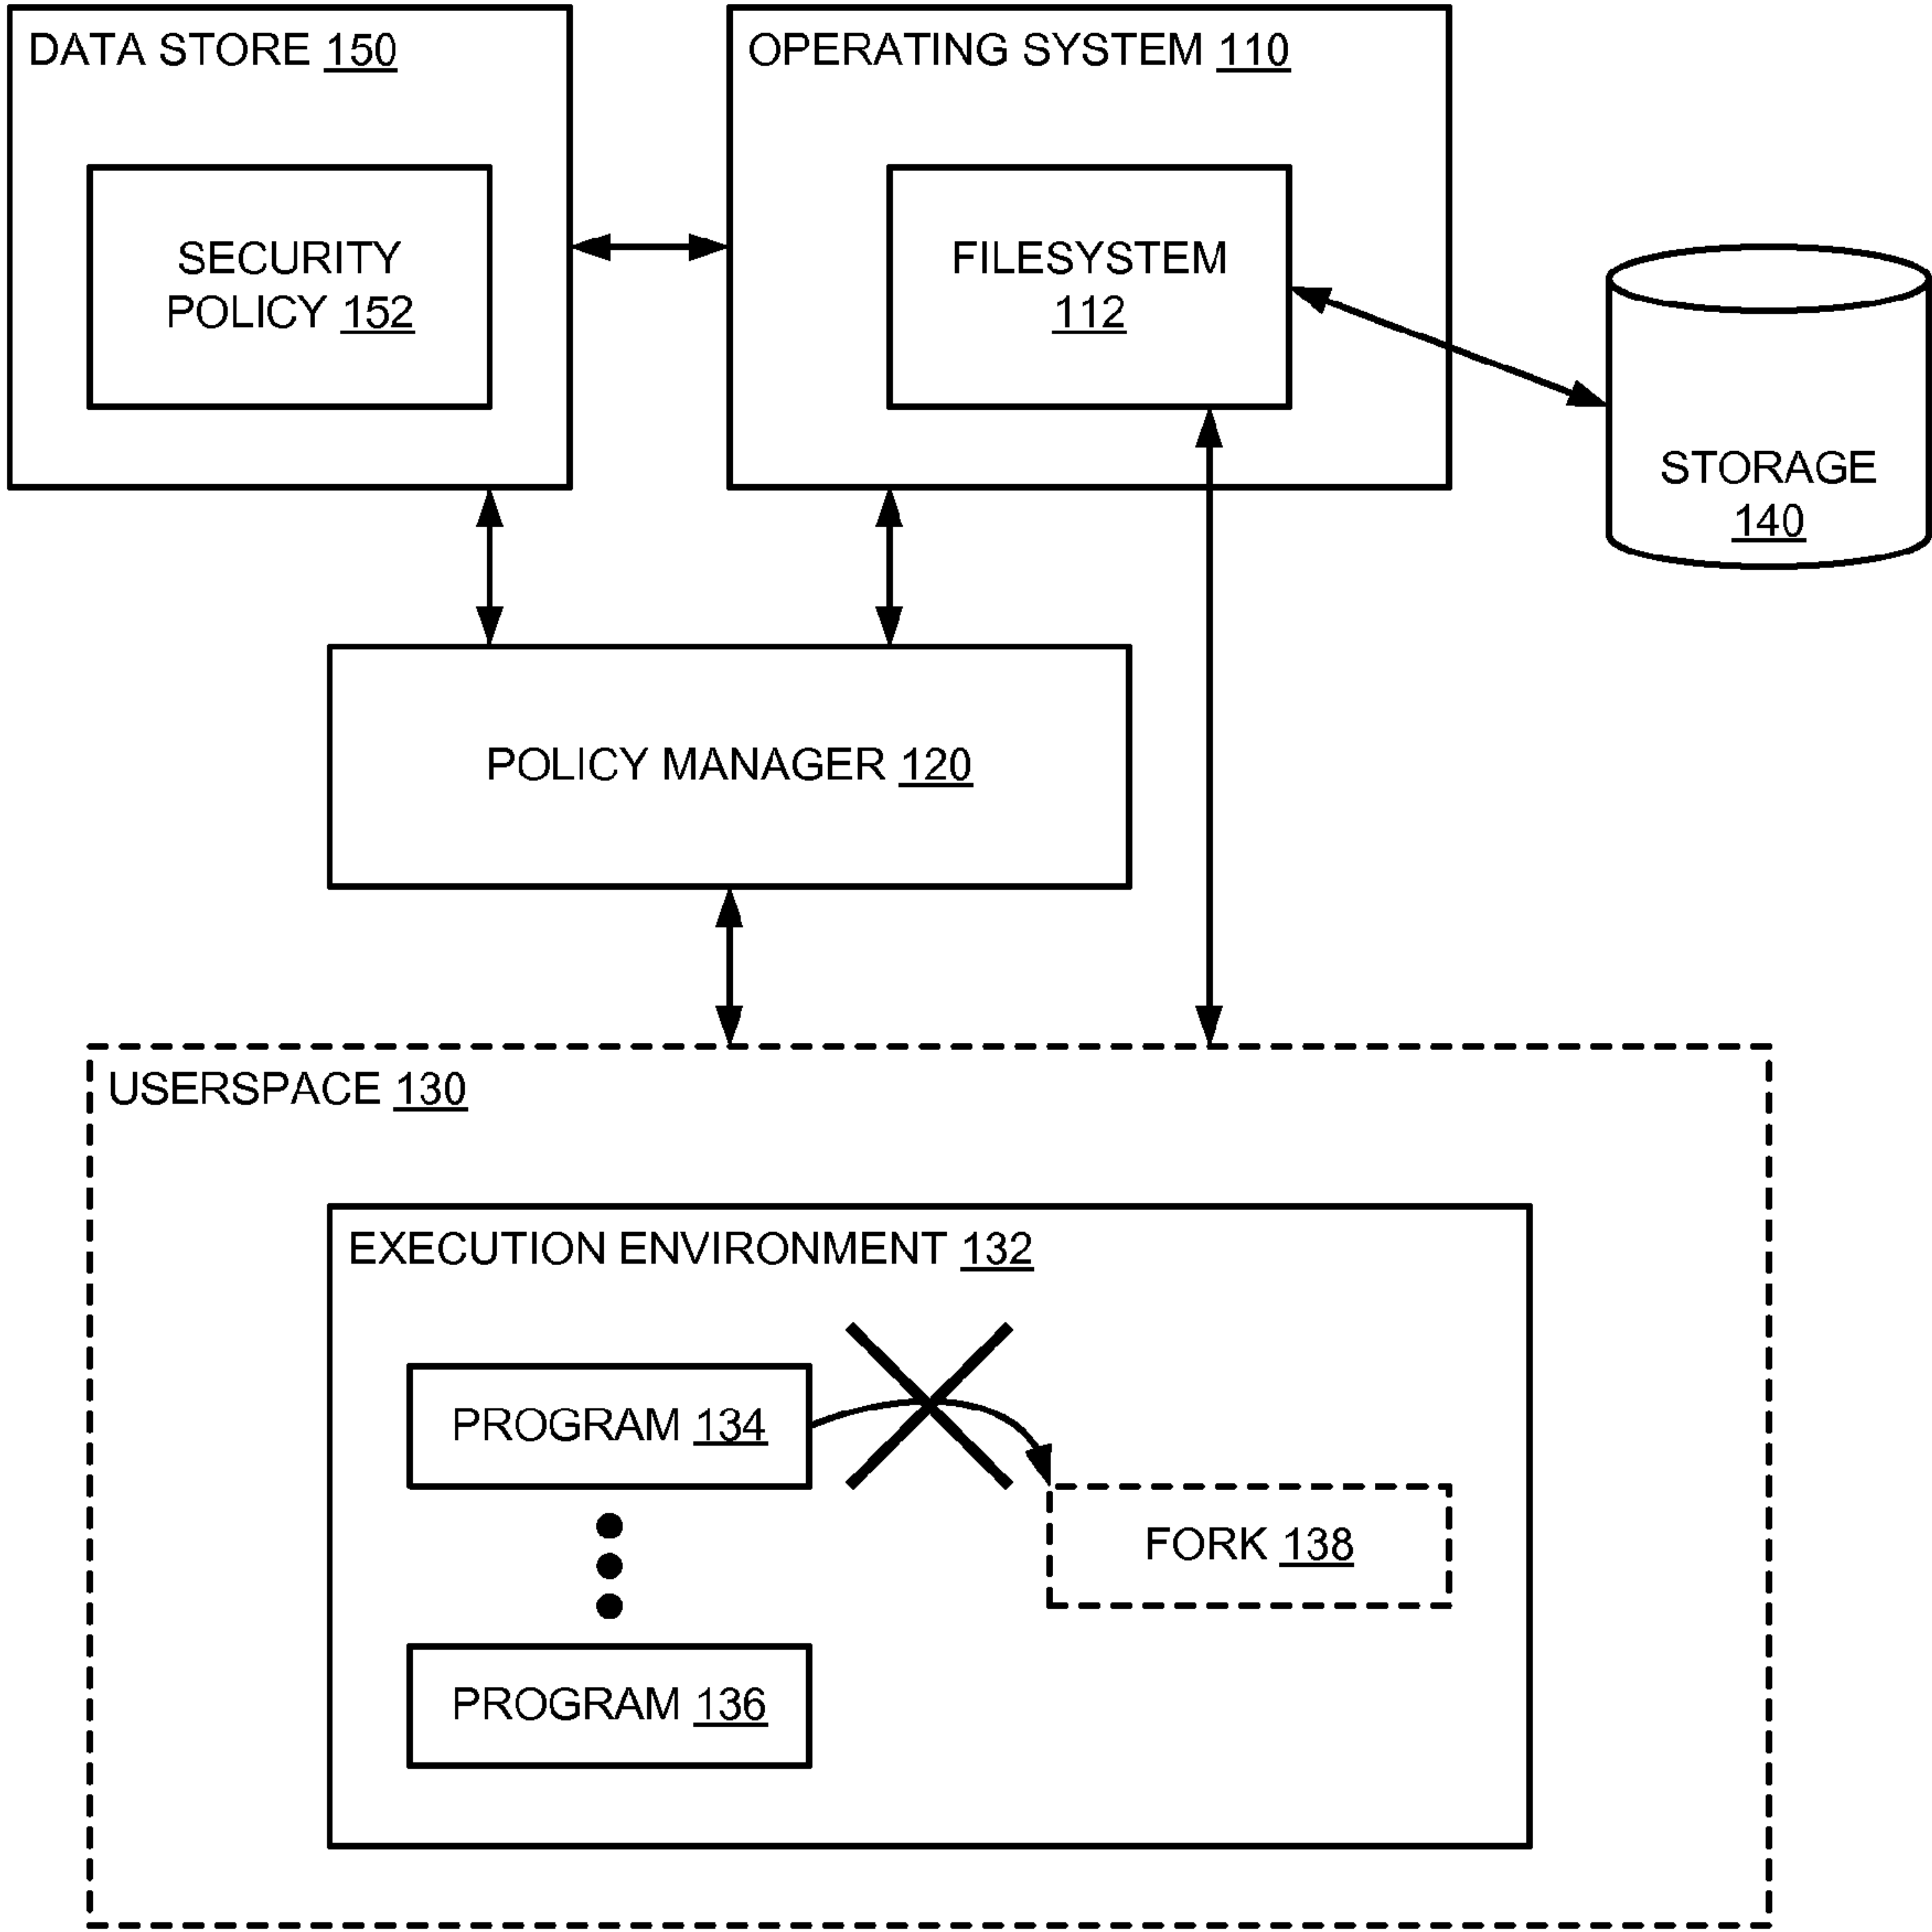 DATA STORE 150
OPERATING SYSTEM 110
SECURITY
POLICY 152
FILESYSTEM
112
STORAGE
140
POLICY MANAGER 120
USERSPACE 130
EXECUTION ENVIRONMENT 132
PROGRAM 134
FORK 138
PROGRAM 136